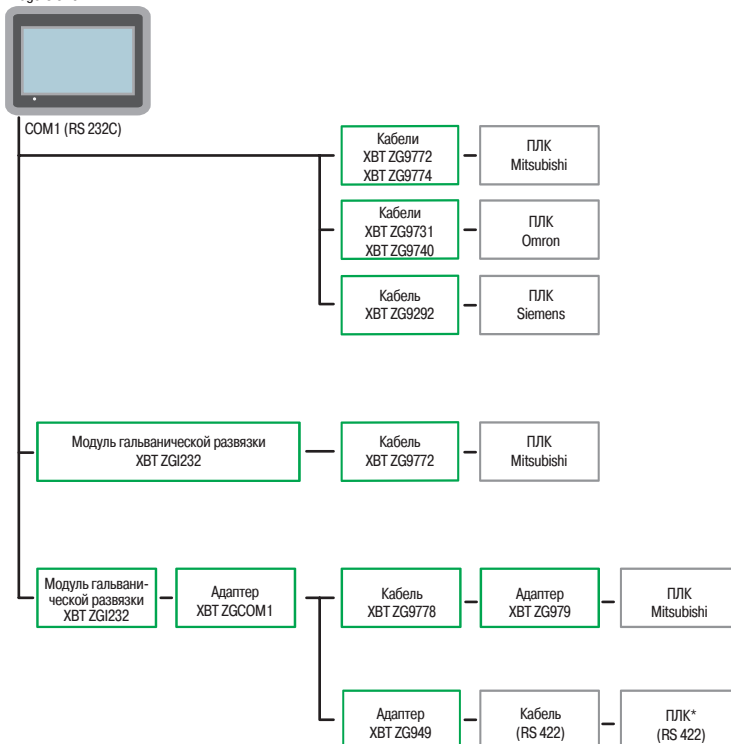 COM1 (RS 232C)
Кабели
XBT ZG9772
XBT ZG9774
ПЛК
Mitsubishi
Кабели
XBT ZG9731
XBT ZG9740
ПЛК
Omron
Кабель
XBT ZG9292
ПЛК
Siemens
Модуль гальванической развязки
XBT ZGI232
Кабель
XBT ZG9772
ПЛК
Mitsubishi
Модуль гальвани-
ческой развязки
XBT ZGI232
Адаптер
XBT ZGCOM1
Кабель
XBT ZG9778
Адаптер
XBT ZG979
ПЛК
Mitsubishi
Адаптер
XBT ZG949
Кабель
(RS 422)
ПЛК*
(RS 422)